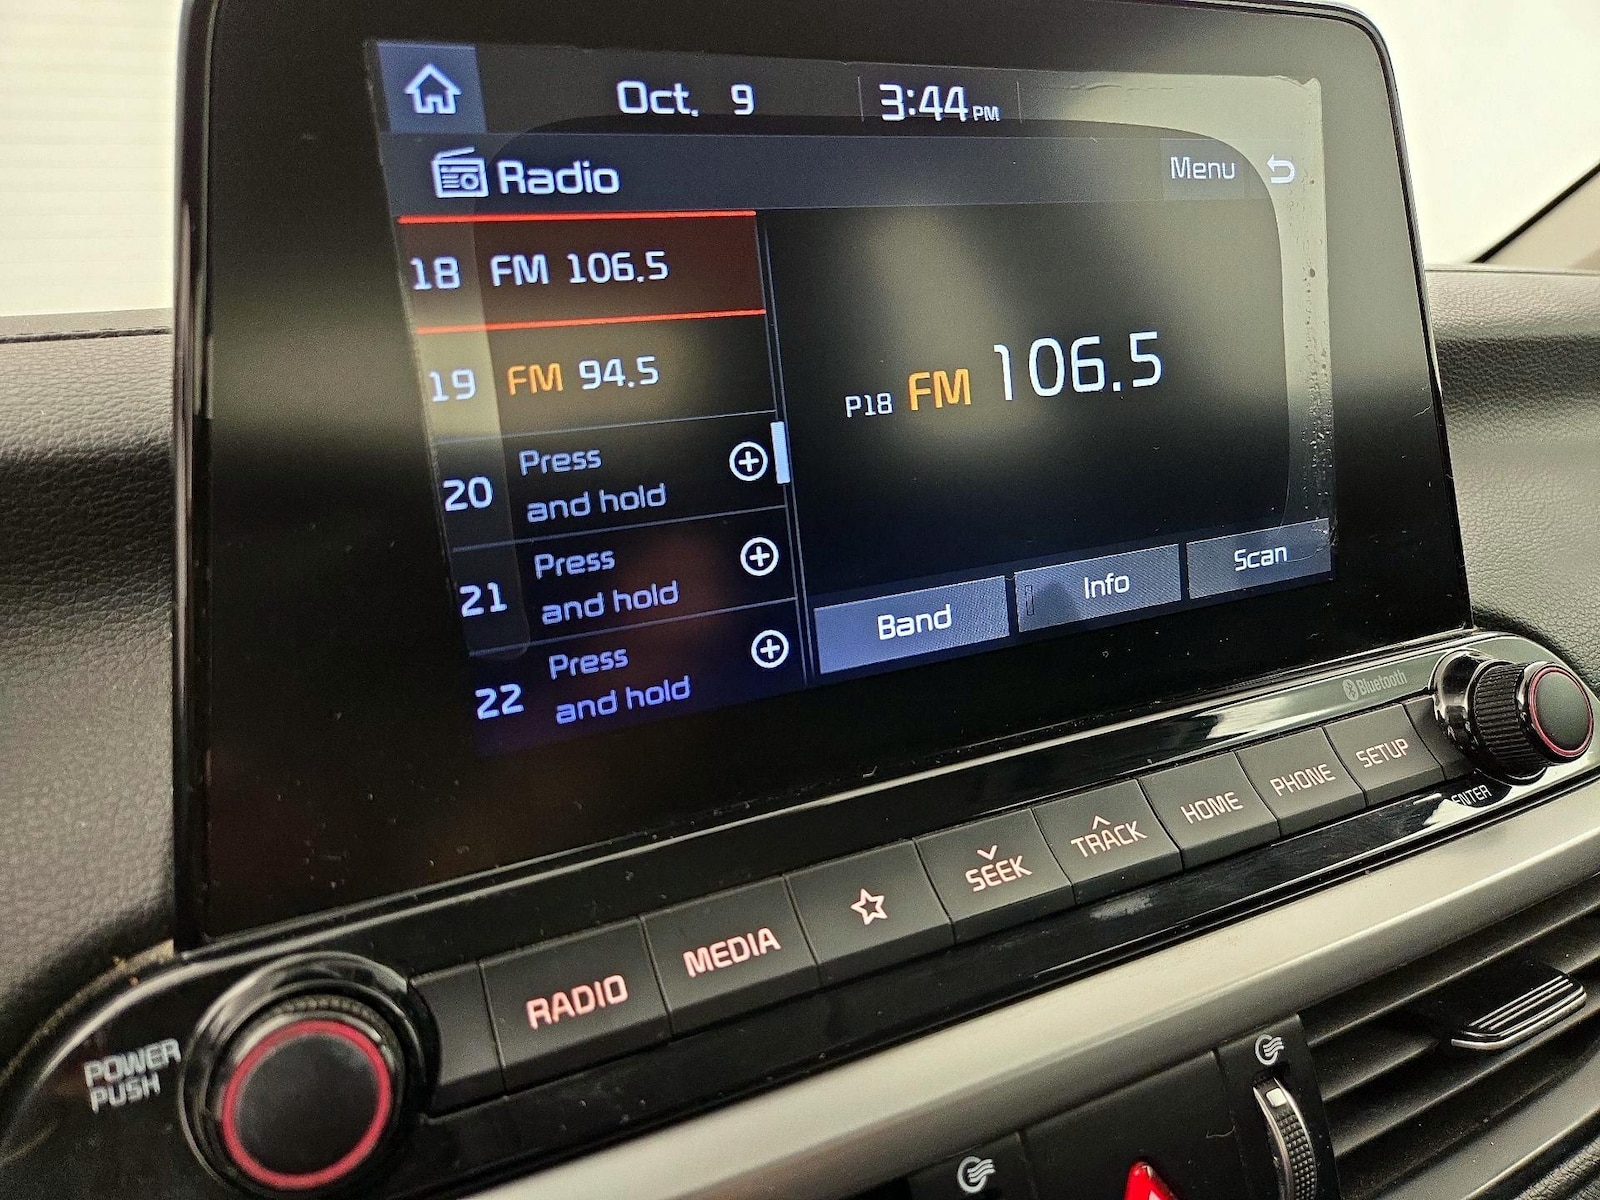 Oct. 9 3:44 PM
Radio Menu
18 FM 106.5
19 FM 94.5
20 Press
and hold
21 Press
and hold
22 Press
and hold
P18 FM 106.5
Band Info Scan
Bluetooth
POWER
PUSH
RADIO MEDIA SEEK TRACK HOME PHONE SETUP
ENTER